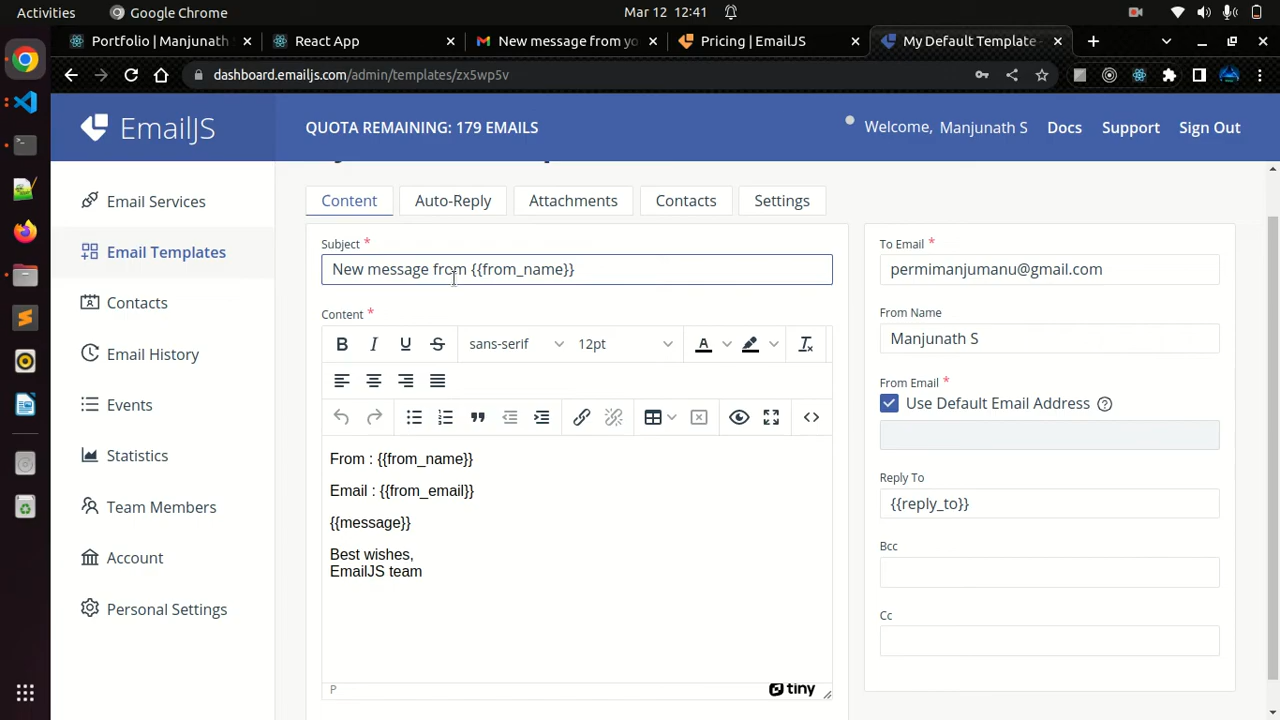 Activities
Google Chrome
Mar 12 12:41
Portfolio | Manjunath
React App
New message from yo
Pricing | EmailJS
My Default Template -
dashboard.emailjs.com/admin/templates/zx5wp5v
EmailJS
QUOTA REMAINING: 179 EMAILS
Welcome, Manjunath S
Docs
Support
Sign Out
Email Services
Email Templates
Contacts
Email History
Events
Statistics
Team Members
Account
Personal Settings
Content
Auto-Reply
Attachments
Contacts
Settings
Subject *
New message from {{from_name}}
Content *
B I U S
sans-serif
12pt
A
From : {{from_name}}
Email : {{from_email}}
{{message}}
Best wishes,
EmailJS team
P
tiny
To Email *
permimanjumanu@gmail.com
From Name
Manjunath S
From Email *
Use Default Email Address
Reply To
{{reply_to}}
Bcc
Cc